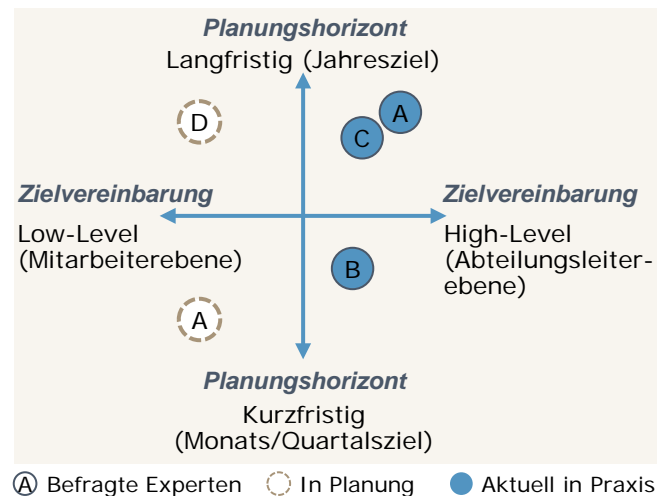 Planungshorizont
Langfristig (Jahresziel)
D
A
C
Zielvereinbarung
Zielvereinbarung
Low-Level
(Mitarbeiterebene)
High-Level
(Abteilungsleiter-
ebene)
B
A
Planungshorizont
Kurzfristig
(Monats/Quartalsziel)
A Befragte Experten
In Planung
Aktuell in Praxis